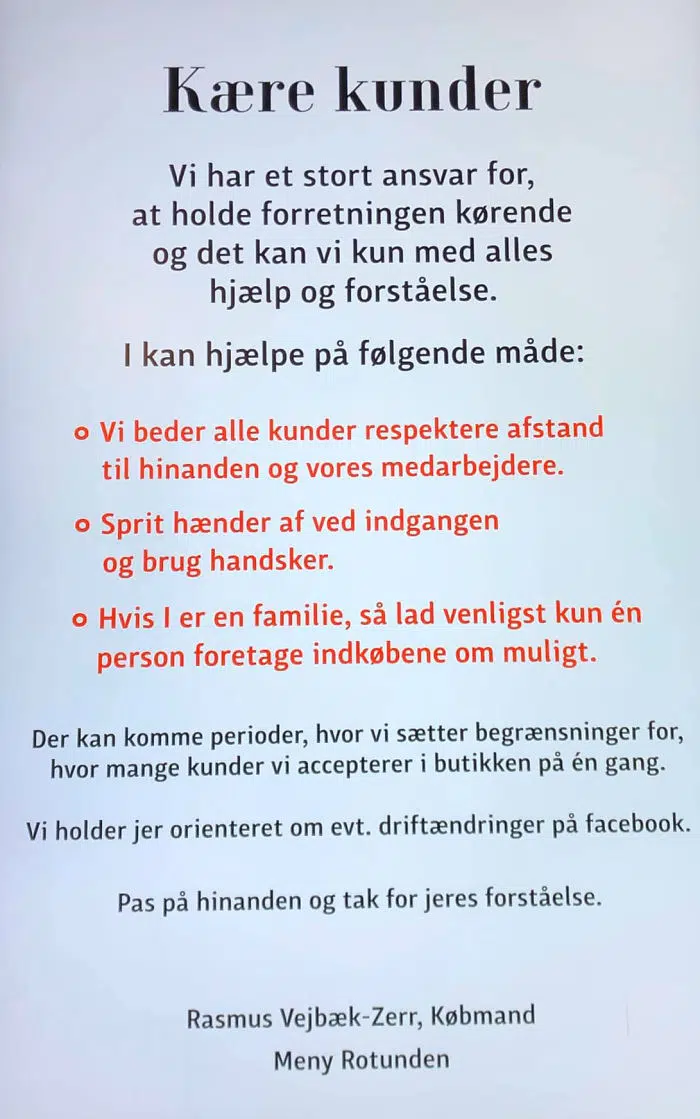 Kære kunder
Vi har et stort ansvar for,
at holde forretningen kørende
og det kan vi kun med alles
hjælp og forståelse.
I kan hjælpe på følgende måde:
o Vi beder alle kunder respektere afstand
til hinanden og vores medarbejdere.
o Sprit hænder af ved indgangen
og brug handsker.
o Hvis I er en familie, så lad venligst kun én
person foretage indkøbene om muligt.
Der kan komme perioder, hvor vi sætter begrænsninger for,
hvor mange kunder vi accepterer i butikken på én gang.
Vi holder jer orienteret om evt. driftændringer på facebook.
Pas på hinanden og tak for jeres forståelse.
Rasmus Vejbæk-Zerr, Købmand
Meny Rotunden